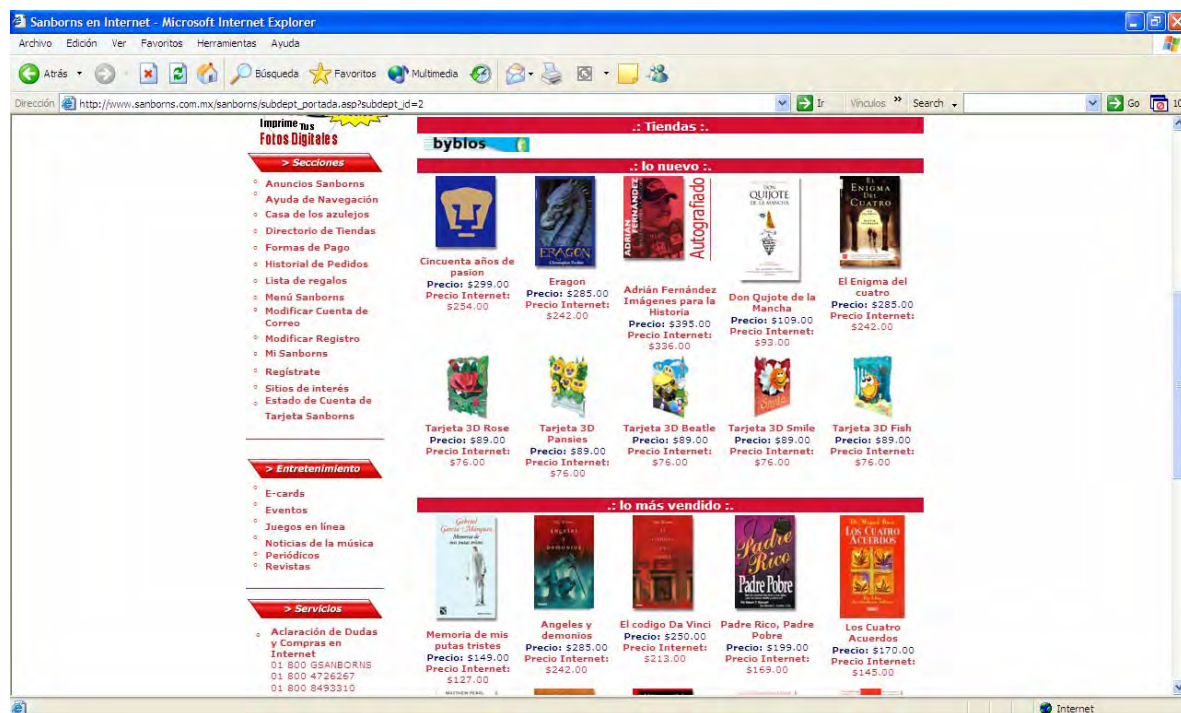 Sanborns en Internet - Microsoft Internet Explorer
Archivo Edición Ver Favoritos Herramientas Ayuda
Atrás Búsqueda Favoritos Multimedia
Dirección http://www.sanborns.com.mx/sanborns/subdept_portada.asp?subdept_id=2 Ir Vínculos » Search Go 10
Imprime Tus
Fotos Digitales
> Secciones
Anuncios Sanborns
Ayuda de Navegación
Casa de los azulejos
Directorio de Tiendas
Formas de Pago
Historial de Pedidos
Lista de regalos
Menú Sanborns
Modificar Cuenta de
Correo
Modificar Registro
Mi Sanborns
Regístrate
Sitios de interés
Estado de Cuenta de
Tarjeta Sanborns
> Entretenimiento
E-cards
Eventos
Juegos en línea
Noticias de la música
Periódicos
Revistas
> Servicios
Aclaración de Dudas
y Compras en
Internet
01 800 GSANBORNS
01 800 4726267
01 800 8493310
.: Tiendas :.
byblos
.: lo nuevo :.
Cincuenta años de
pasion
Precio: $299.00
Precio Internet:
$254.00
ERAGON
Eragon
Precio: $285.00
Precio Internet:
$242.00
ADRIÁN
FERNÁNDEZ
Autografiado
Adrián Fernández
Imágenes para la
Historia
Precio: $395.00
Precio Internet:
$336.00
DON
QUIJOTE
DE LA MANCHA
Don Qujote de la
Mancha
Precio: $109.00
Precio Internet:
$93.00
EL
ENIGMA
DEL
CUATRO
El Enigma del
cuatro
Precio: $285.00
Precio Internet:
$242.00
Tarjeta 3D Rose
Precio: $89.00
Precio Internet:
$76.00
Tarjeta 3D
Pansies
Precio: $89.00
Precio Internet:
$76.00
Tarjeta 3D Beatle
Precio: $89.00
Precio Internet:
$76.00
Smile
Tarjeta 3D Smile
Precio: $89.00
Precio Internet:
$76.00
Tarjeta 3D Fish
Precio: $89.00
Precio Internet:
$76.00
.: lo más vendido :.
Gabriel
García Márquez
Memoria de
mis putas tristes
Memoria de mis
putas tristes
Precio: $149.00
Precio Internet:
$127.00
ángeles
y
demonios
Angeles y
demonios
Precio: $285.00
Precio Internet:
$242.00
El codigo Da Vinci
Precio: $250.00
Precio Internet:
$213.00
Padre
Rico
Padre Pobre
Padre Rico, Padre
Pobre
Precio: $199.00
Precio Internet:
$169.00
Dr. Miguel Ruiz
LOS CUATRO
ACUERDOS
Los Cuatro
Acuerdos
Precio: $170.00
Precio Internet:
$145.00
MATTHEW PEARL
Internet